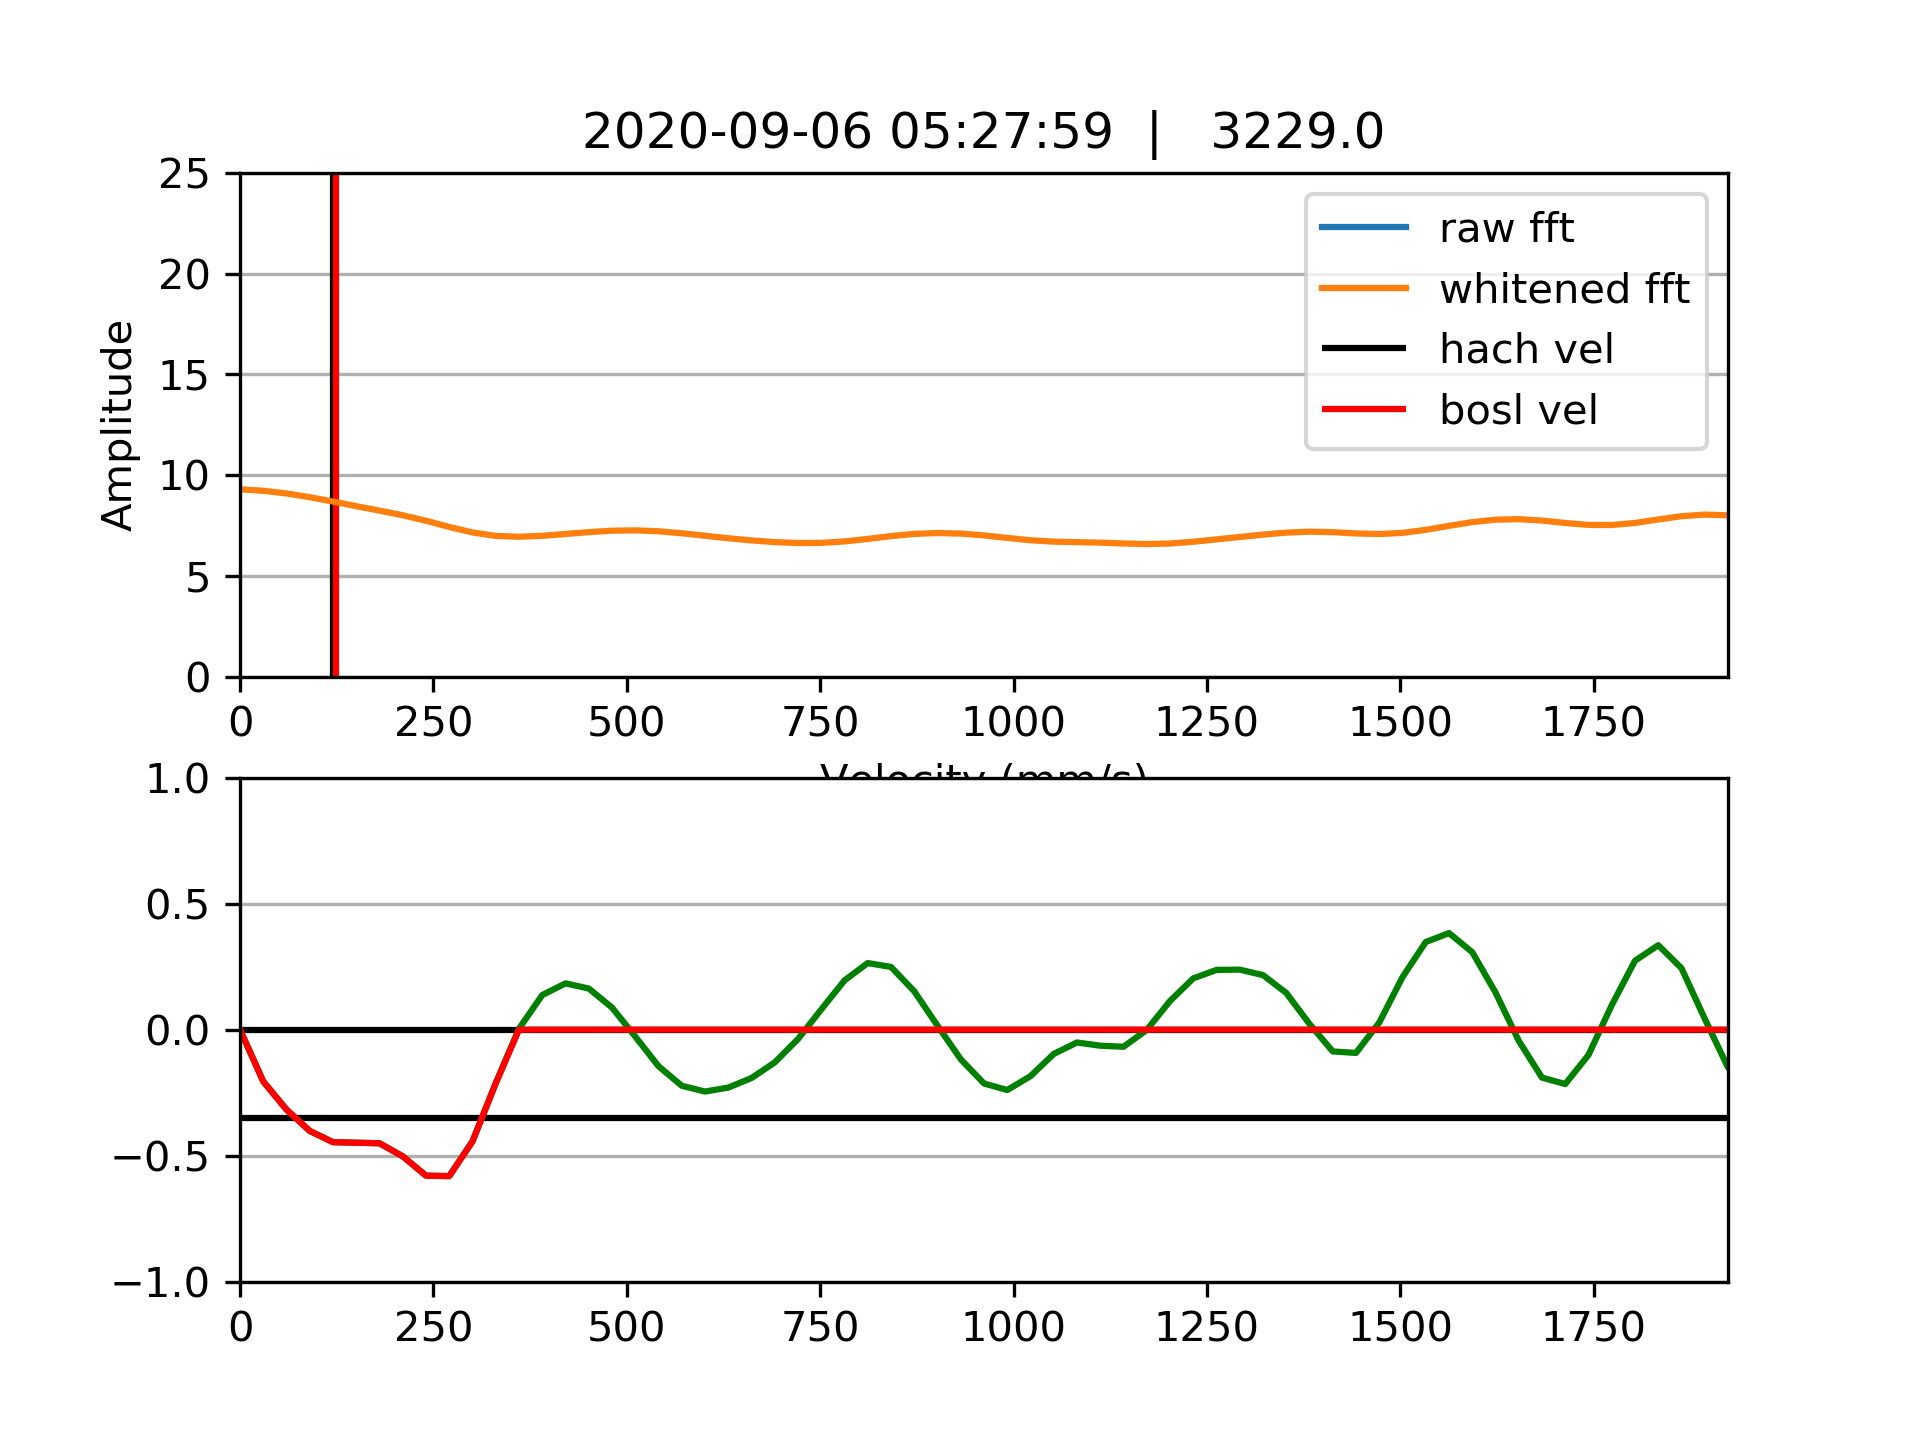 2020-09-06 05:27:59 | 3229.0
25
20
15
10
5
0
Amplitude
raw fft
whitened fft
hach vel
bosl vel
0 250 500 750 1000 1250 1500 1750
Velocity (mm/s)
1.0
0.5
0.0
−0.5
−1.0
0 250 500 750 1000 1250 1500 1750